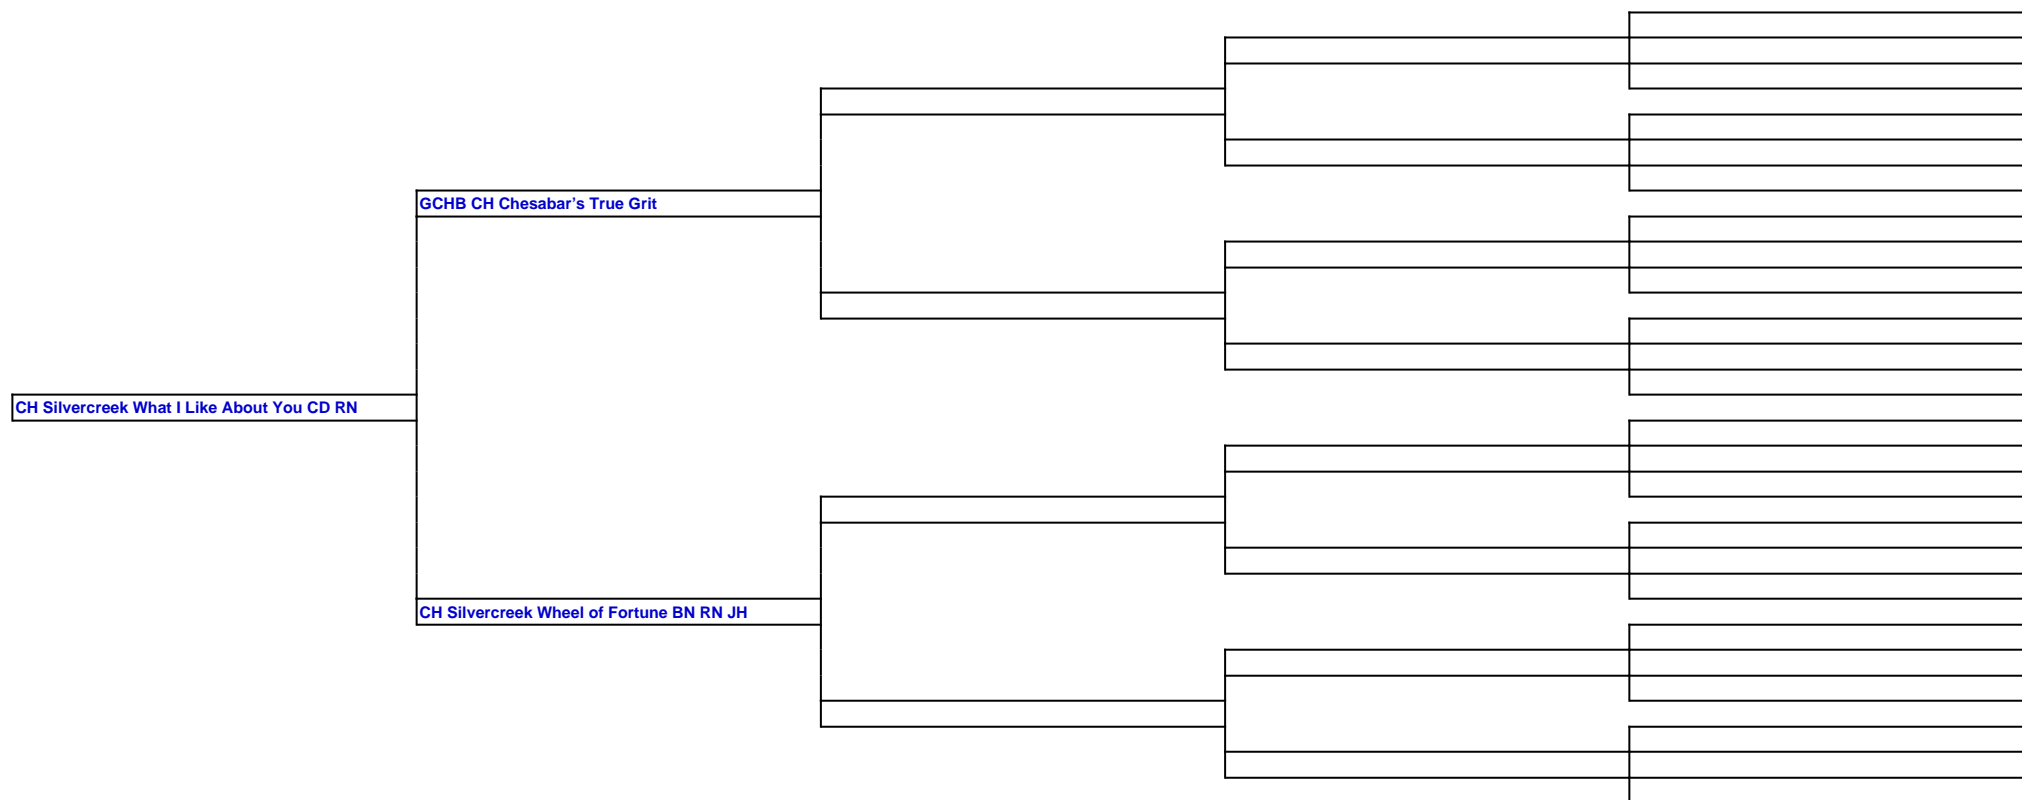 GCHB CH Chesabar’s True Grit
CH Silvercreek What I Like About You CD RN
CH Silvercreek Wheel of Fortune BN RN JH